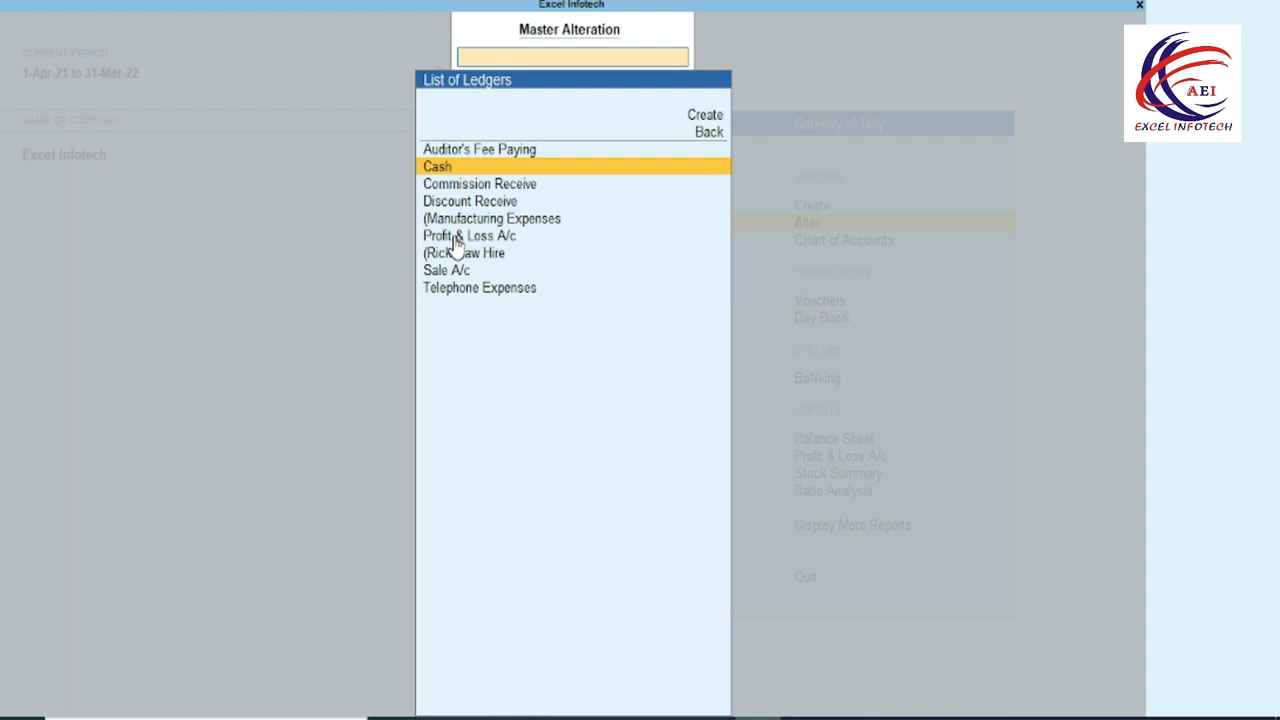 Excel Infotech
Master Alteration
CURRENT PERIOD
1-Apr-21 to 31-Mar-22
NAME OF COMPANY
Excel Infotech
List of Ledgers
Create
Back
Auditor's Fee Paying
Cash
Commission Receive
Discount Receive
(Manufacturing Expenses
Profit & Loss A/c
Hire
Sale A/c
Telephone Expenses
Gateway of Tally
MASTERS
Create
Alter
CHart of Accounts
TRANSACTIONS
Vouchers
Day BooK
UTILITIES
BaNking
REPORTS
Balance Sheet
Profit & Loss A/c
Stock Summary
Ratio Analysis
Display More Reports
Quit
AEI
EXCEL INFOTECH